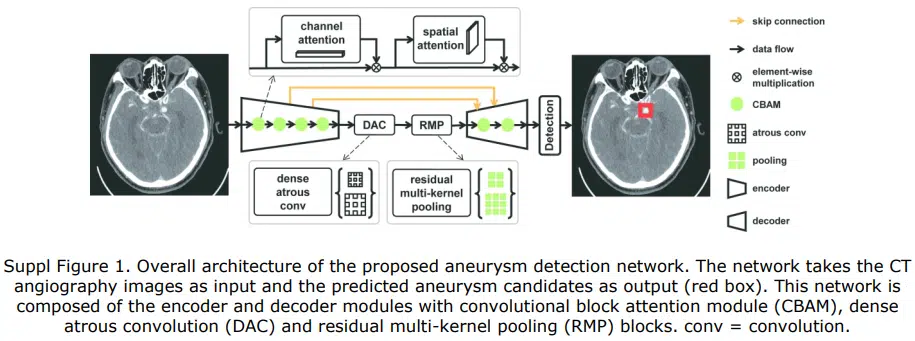 channel
attention
spatial
attention
DAC
RMP
Detection
dense
atrous
conv
residual
multi-kernel
pooling
skip connection
data flow
element-wise
multiplication
CBAM
atrous conv
pooling
encoder
decoder
Suppl Figure 1. Overall architecture of the proposed aneurysm detection network. The network takes the CT
angiography images as input and the predicted aneurysm candidates as output (red box). This network is
composed of the encoder and decoder modules with convolutional block attention module (CBAM), dense
atrous convolution (DAC) and residual multi-kernel pooling (RMP) blocks. conv = convolution.